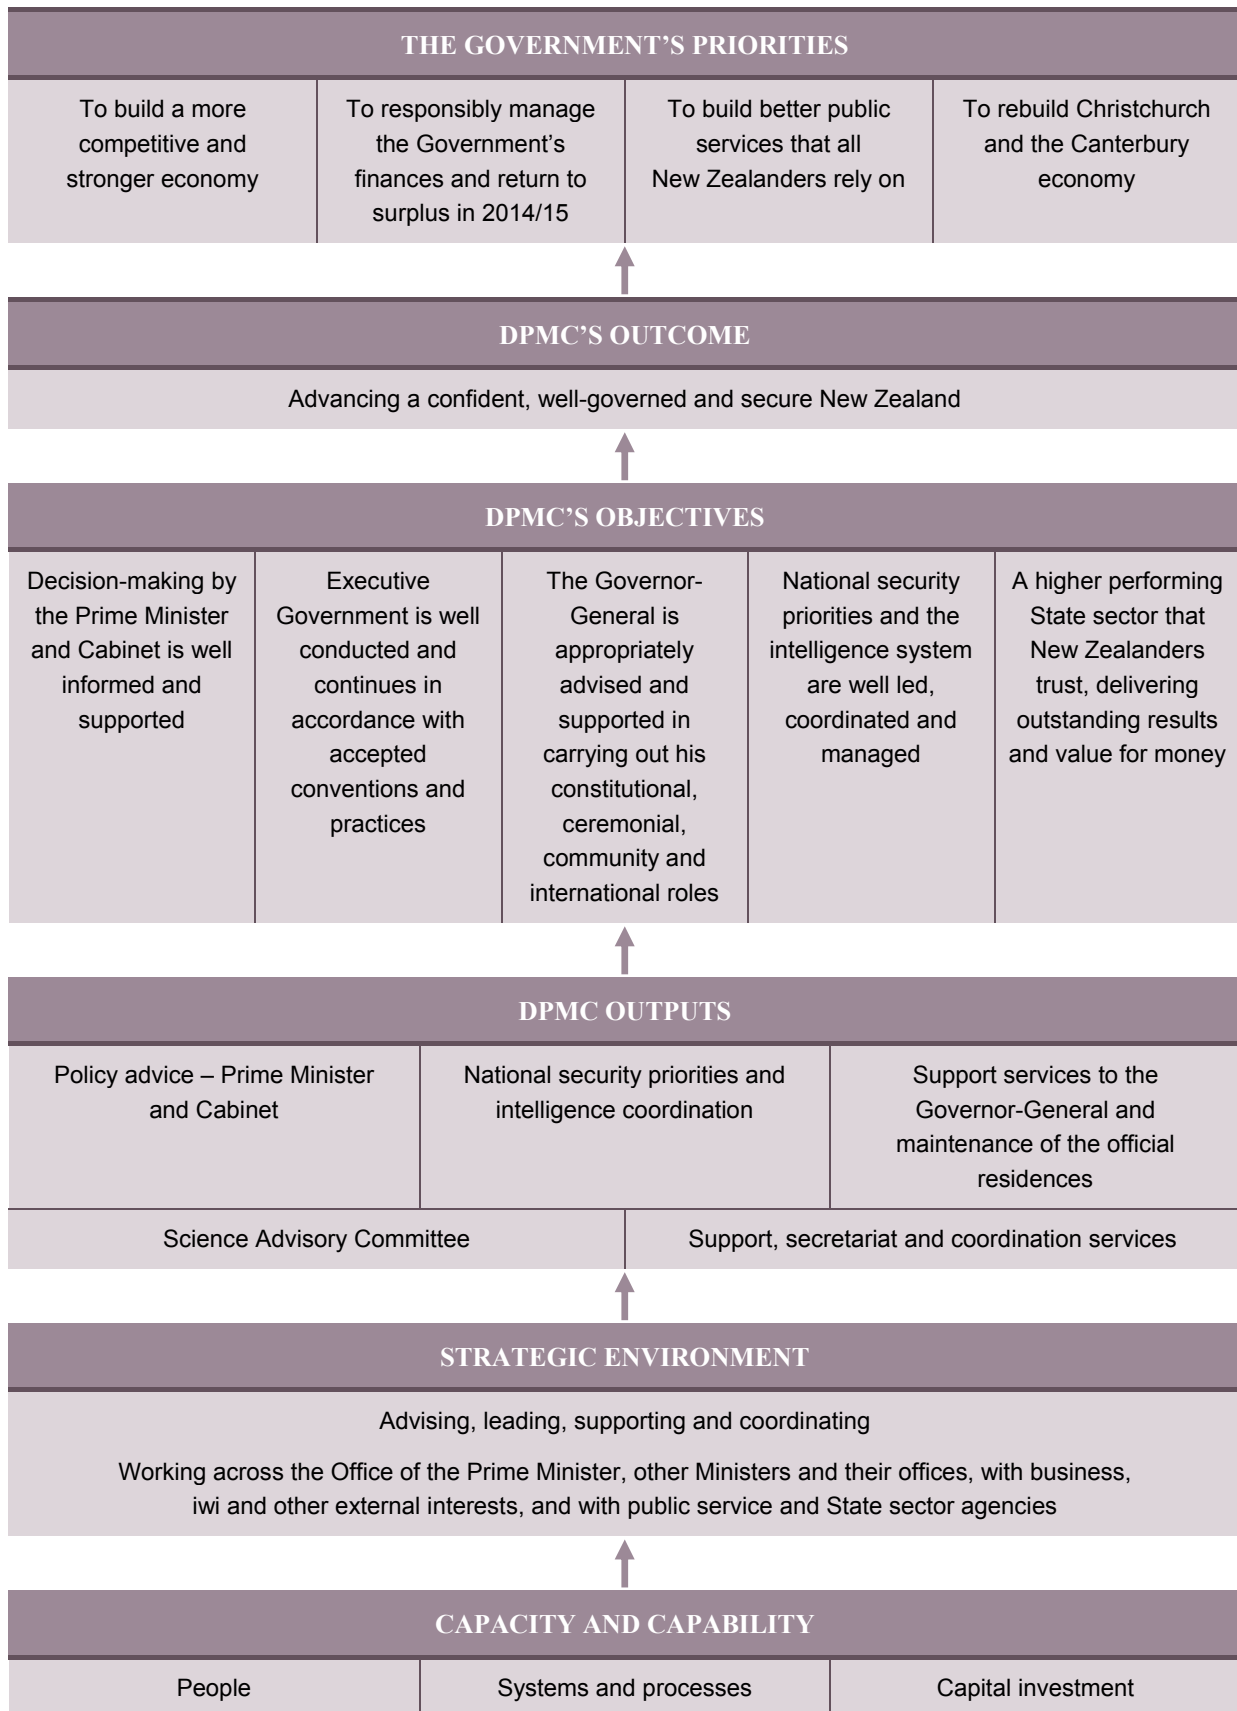 THE GOVERNMENT'S PRIORITIES
To build a more
competitive and
stronger economy
To responsibly manage
the Government's
finances and return to
surplus in 2014/15
To build better public
services that all
New Zealanders rely on
To rebuild Christchurch
and the Canterbury
economy
DPMC'S OUTCOME
Advancing a confident, well-governed and secure New Zealand
DPMC'S OBJECTIVES
Decision-making by
the Prime Minister
and Cabinet is well
informed and
supported
Executive
Government is well
conducted and
continues in
accordance with
accepted
conventions and
practices
The Governor-
General is
appropriately
advised and
supported in
carrying out his
constitutional,
ceremonial,
community and
international roles
National security
priorities and the
intelligence system
are well led,
coordinated and
managed
A higher performing
State sector that
New Zealanders
trust, delivering
outstanding results
and value for money
DPMC OUTPUTS
Policy advice – Prime Minister
and Cabinet
National security priorities and
intelligence coordination
Support services to the
Governor-General and
maintenance of the official
residences
Science Advisory Committee
Support, secretariat and coordination services
STRATEGIC ENVIRONMENT
Advising, leading, supporting and coordinating
Working across the Office of the Prime Minister, other Ministers and their offices, with business,
iwi and other external interests, and with public service and State sector agencies
CAPACITY AND CAPABILITY
People
Systems and processes
Capital investment